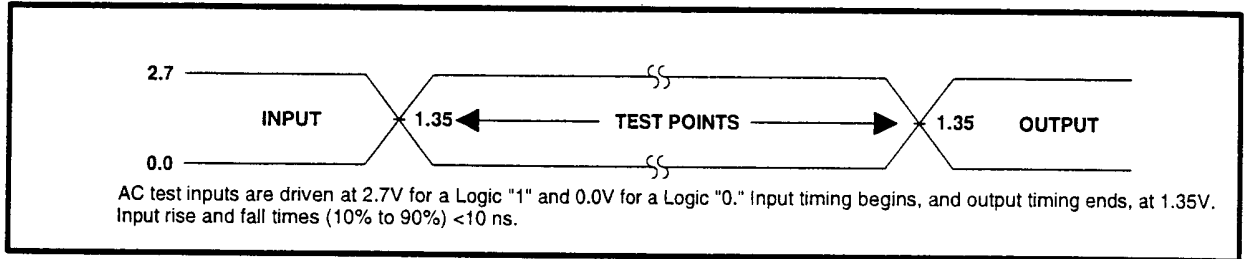 2.7
INPUT 1.35 TEST POINTS 1.35 OUTPUT
0.0
AC test inputs are driven at 2.7V for a Logic "1" and 0.0V for a Logic "0." Input timing begins, and output timing ends, at 1.35V.
Input rise and fall times (10% to 90%) <10 ns.